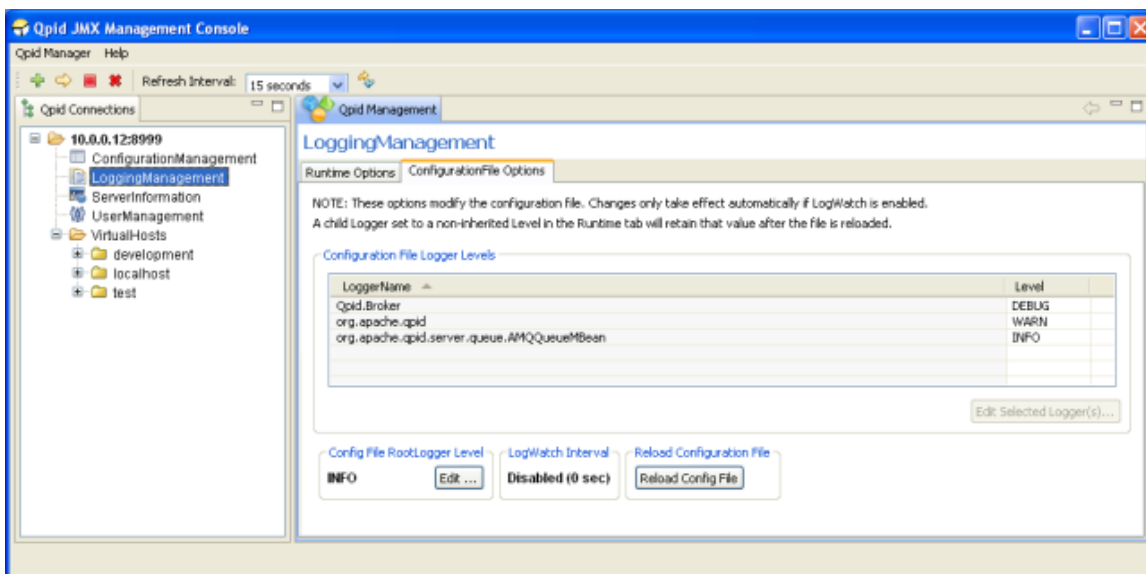 Qpid JMX Management Console
Qpid Manager Help
Refresh Interval: 15 seconds
Qpid Connections
10.0.0.12:8999
ConfigurationManagement
LoggingManagement
ServerInformation
UserManagement
VirtualHosts
development
localhost
test
Qpid Management
LoggingManagement
Runtime Options ConfigurationFile Options
NOTE: These options modify the configuration file. Changes only take effect automatically if LogWatch is enabled.
A child Logger set to a non-inherited Level in the Runtime tab will retain that value after the file is reloaded.
Configuration File Logger Levels
LoggerName Level
Qpid.Broker DEBUG
org.apache.qpid WARN
org.apache.qpid.server.queue.AMQQueueMBean INFO
Edit Selected Logger(s)...
Config File RootLogger Level LogWatch Interval Reload Configuration File
INFO Edit ... Disabled (0 sec) Reload Config File